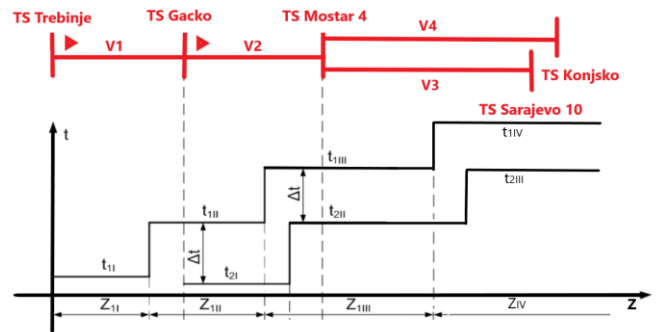 TS Trebinje TS Gacko TS Mostar 4 V4
V1 V2
V3 TS Konjsko
TS Sarajevo 10
t t1IV
t1III
t2III
t1II t2II
Δt
Δt
t1I t2I
Z1I Z1II Z1III ZIV z